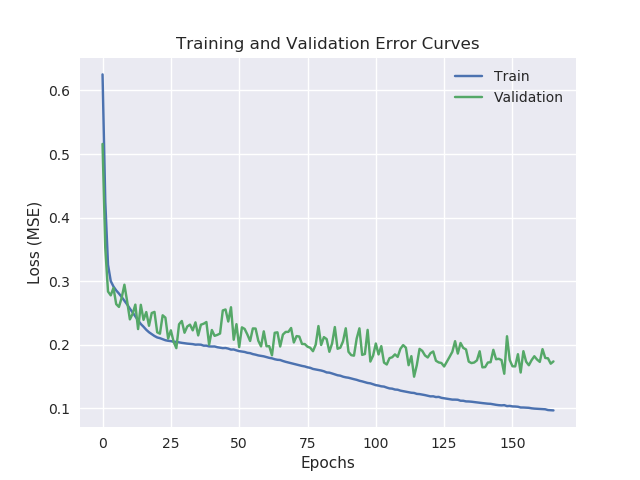 Training and Validation Error Curves
Train
Validation
0.6
0.5
0.4
0.3
0.2
0.1
Loss (MSE)
0 25 50 75 100 125 150
Epochs